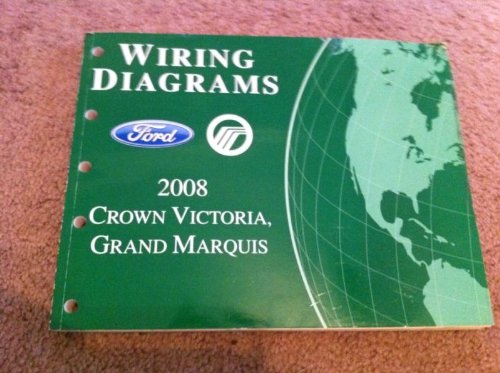 WIRING
DIAGRAMS
Ford
2008
CROWN VICTORIA,
GRAND MARQUIS